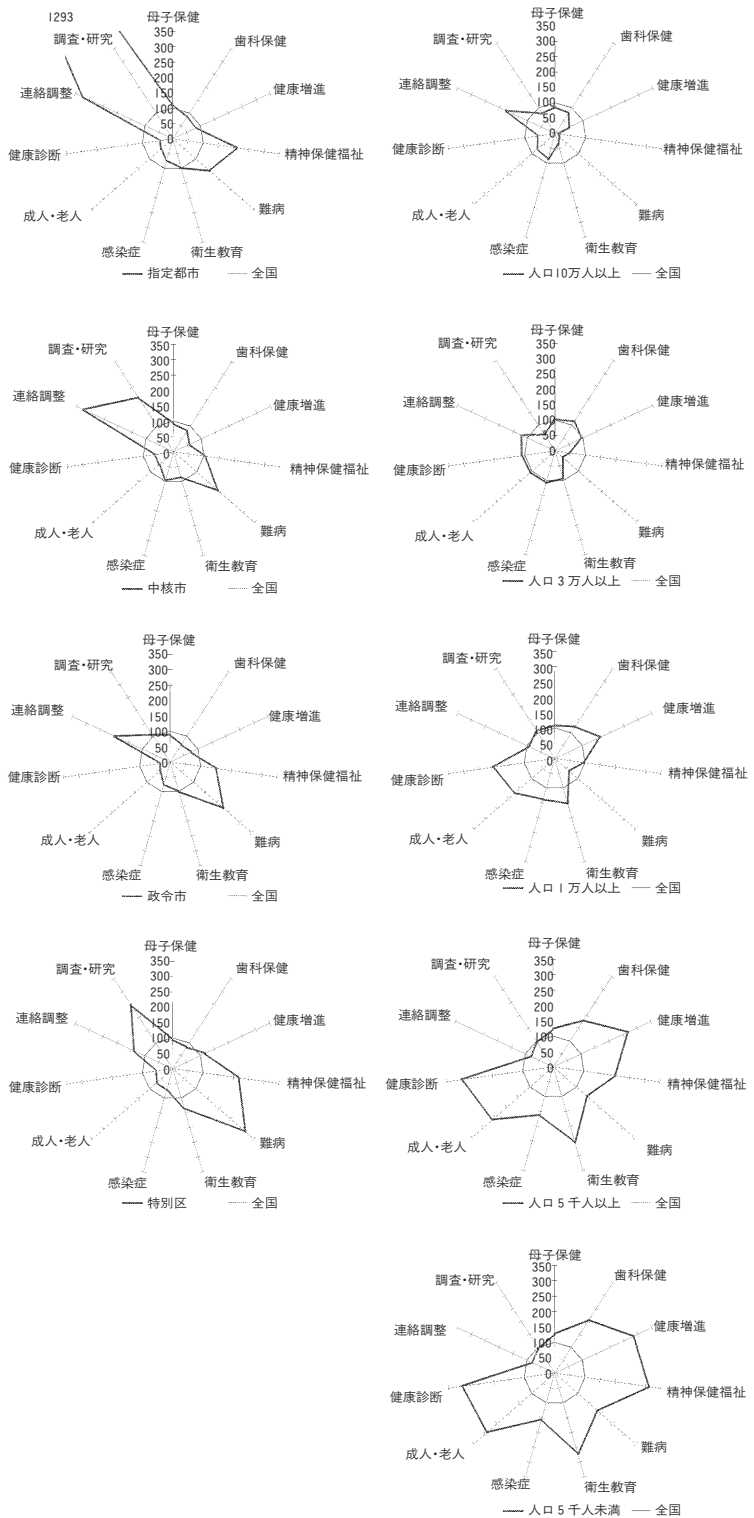 1293
母子保健
350
300
250
200
150
100
50
0
歯科保健
健康増進
精神保健福祉
難病
衛生教育
感染症
成人・老人
健康診断
連絡調整
調査・研究
指定都市 全国
母子保健
350
300
250
200
150
100
50
0
歯科保健
健康増進
精神保健福祉
難病
衛生教育
感染症
成人・老人
健康診断
連絡調整
調査・研究
人口10万人以上 全国
母子保健
350
300
250
200
150
100
50
0
歯科保健
健康増進
精神保健福祉
難病
衛生教育
感染症
成人・老人
健康診断
連絡調整
調査・研究
中核市 全国
母子保健
350
300
250
200
150
100
50
0
歯科保健
健康増進
精神保健福祉
難病
衛生教育
感染症
成人・老人
健康診断
連絡調整
調査・研究
人口3万人以上 全国
母子保健
350
300
250
200
150
100
50
0
歯科保健
健康増進
精神保健福祉
難病
衛生教育
感染症
成人・老人
健康診断
連絡調整
調査・研究
政令市 全国
母子保健
350
300
250
200
150
100
50
0
歯科保健
健康増進
精神保健福祉
難病
衛生教育
感染症
成人・老人
健康診断
連絡調整
調査・研究
人口1万人以上 全国
母子保健
350
300
250
200
150
100
50
0
歯科保健
健康増進
精神保健福祉
難病
衛生教育
感染症
成人・老人
健康診断
連絡調整
調査・研究
特別区 全国
母子保健
350
300
250
200
150
100
50
0
歯科保健
健康増進
精神保健福祉
難病
衛生教育
感染症
成人・老人
健康診断
連絡調整
調査・研究
人口5千人以上 全国
母子保健
350
300
250
200
150
100
50
0
歯科保健
健康増進
精神保健福祉
難病
衛生教育
感染症
成人・老人
健康診断
連絡調整
調査・研究
人口5千人未満 全国